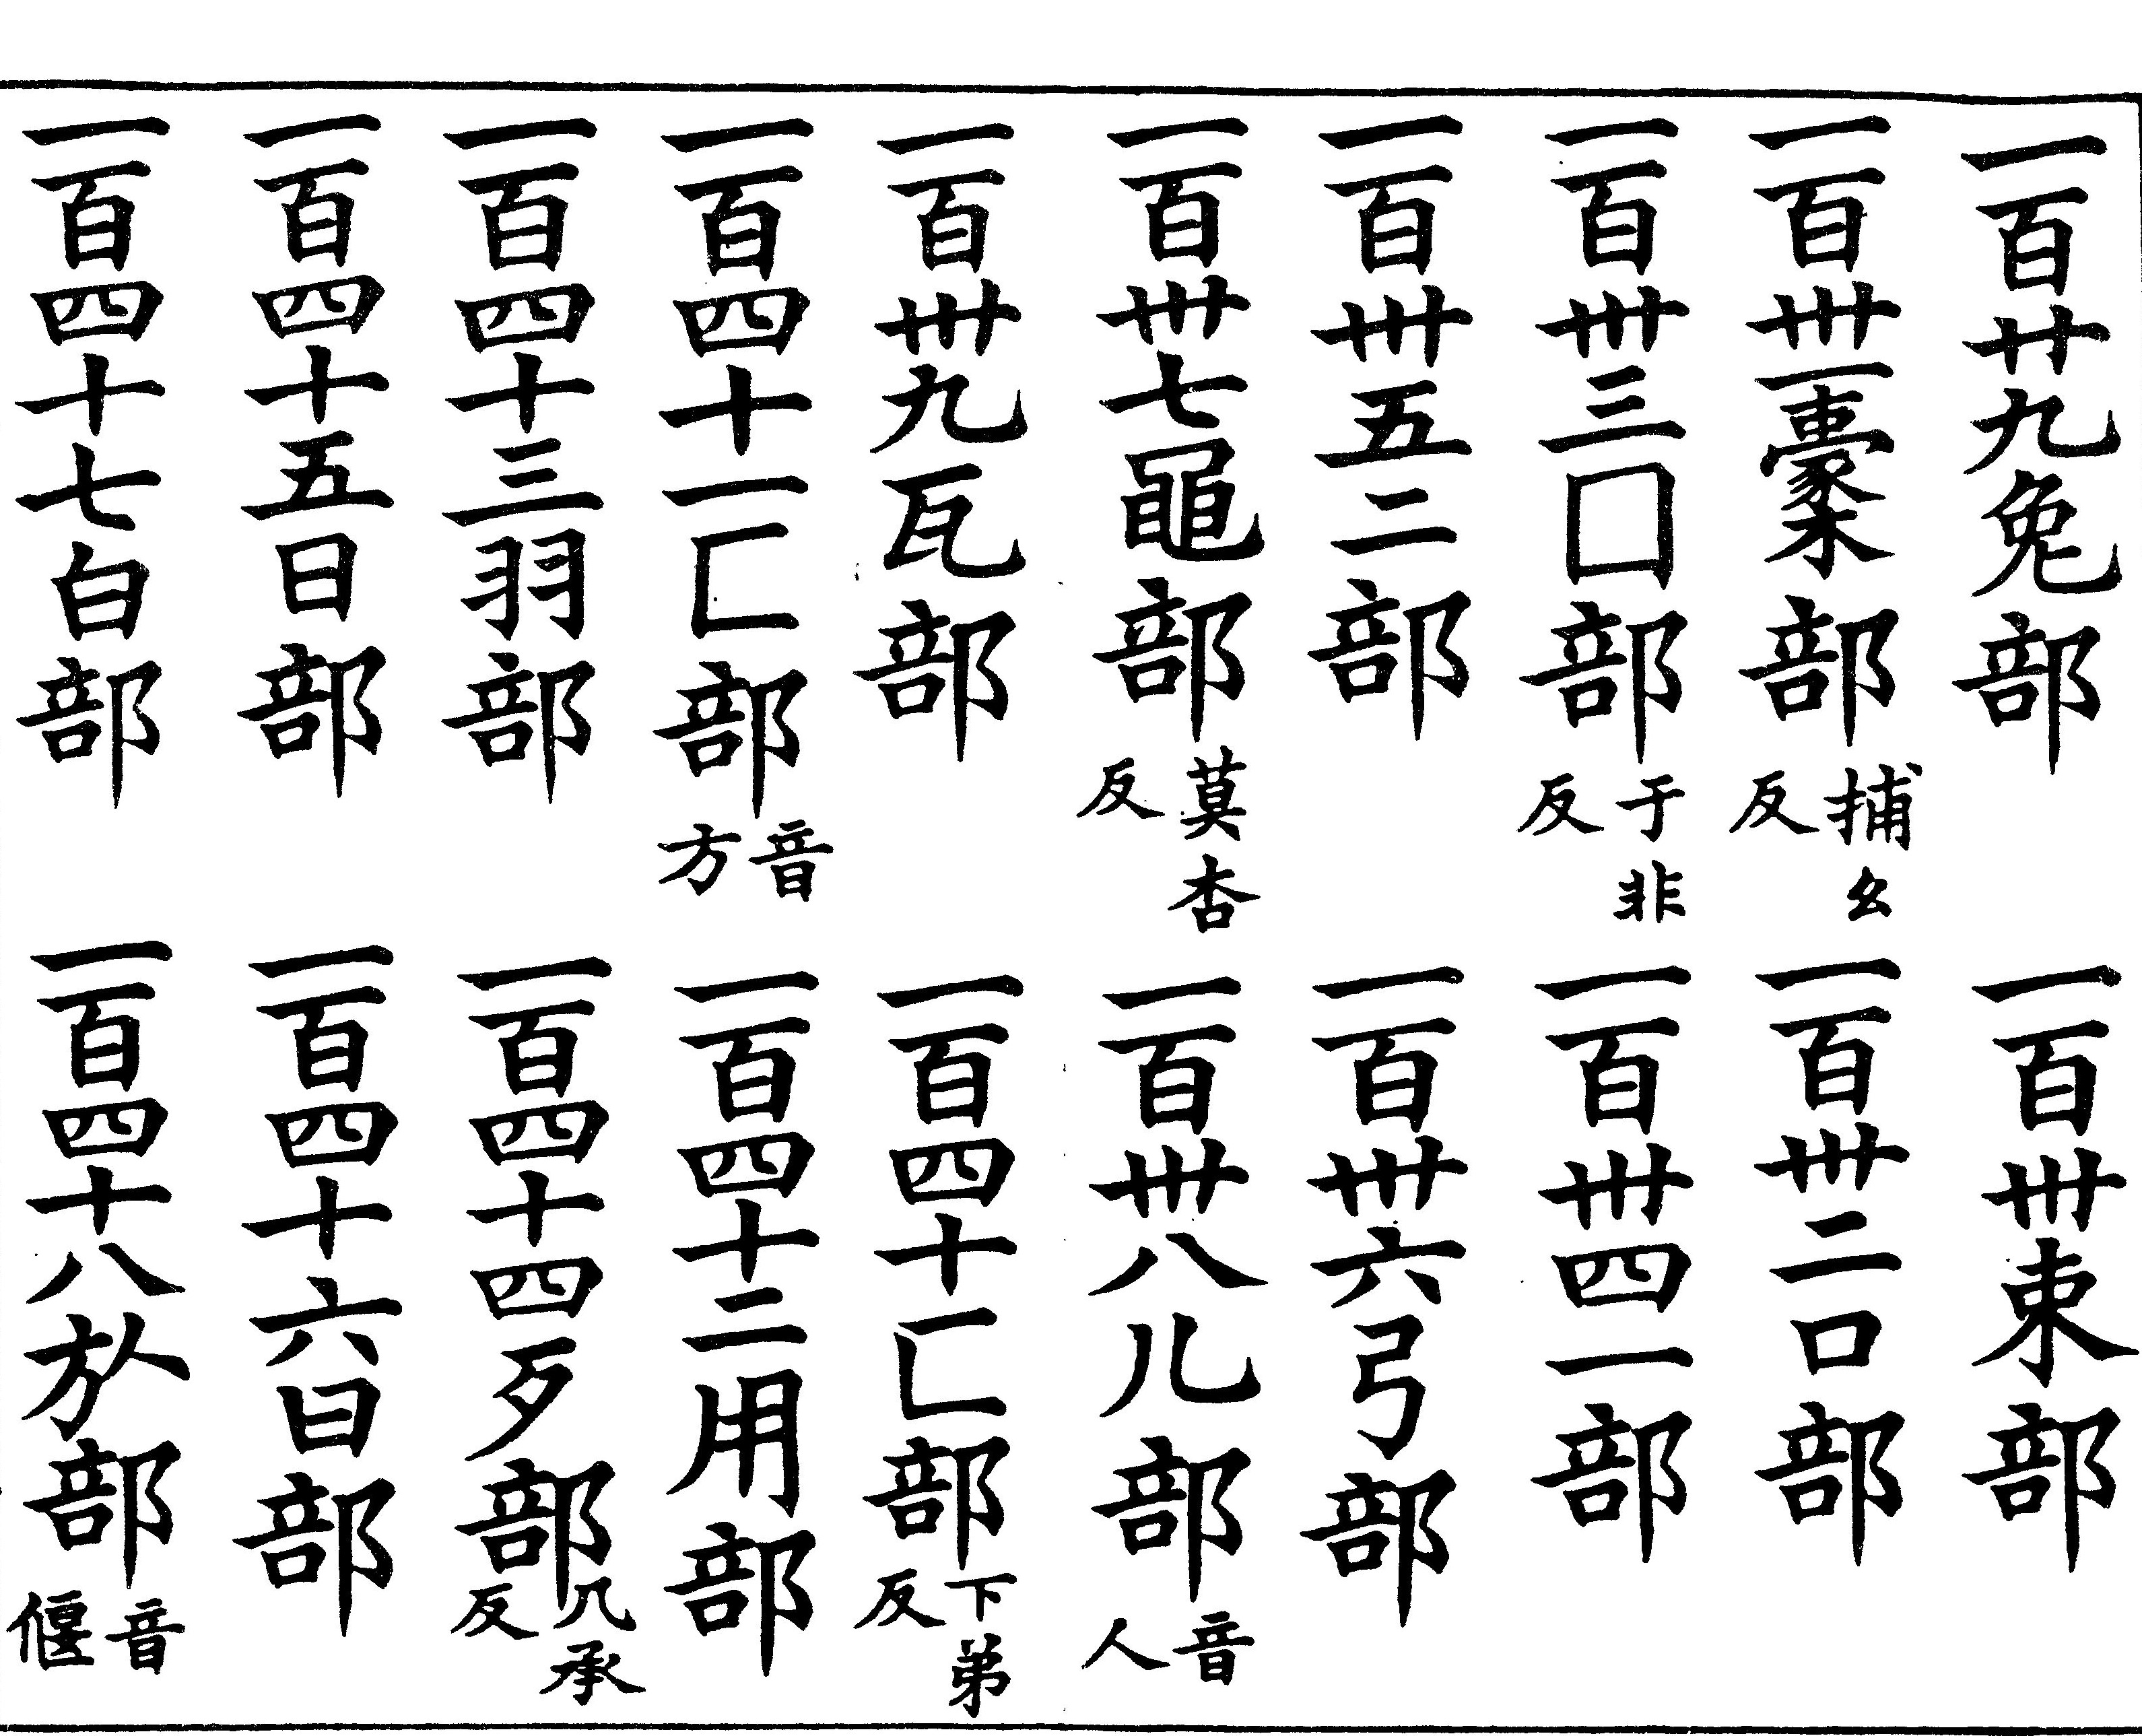 一百廿九免部　一百卅束部
一百卅一㯱部捕幺反　一百卅二口部
一百卅三囗部于非反　一百卅四一部
一百卅五二部　一百卅六弓部
一百卅七黽部莫杏反　一百卅八儿部音人
一百卅九瓦部　一百四十匸部下弟反
一百四十一匚部音方　一百四十二用部
一百四十三羽部　一百四十四歹部几承反
一百四十五日部　一百四十六曰部
一百四十七白部　一百四十八㫃部音偃